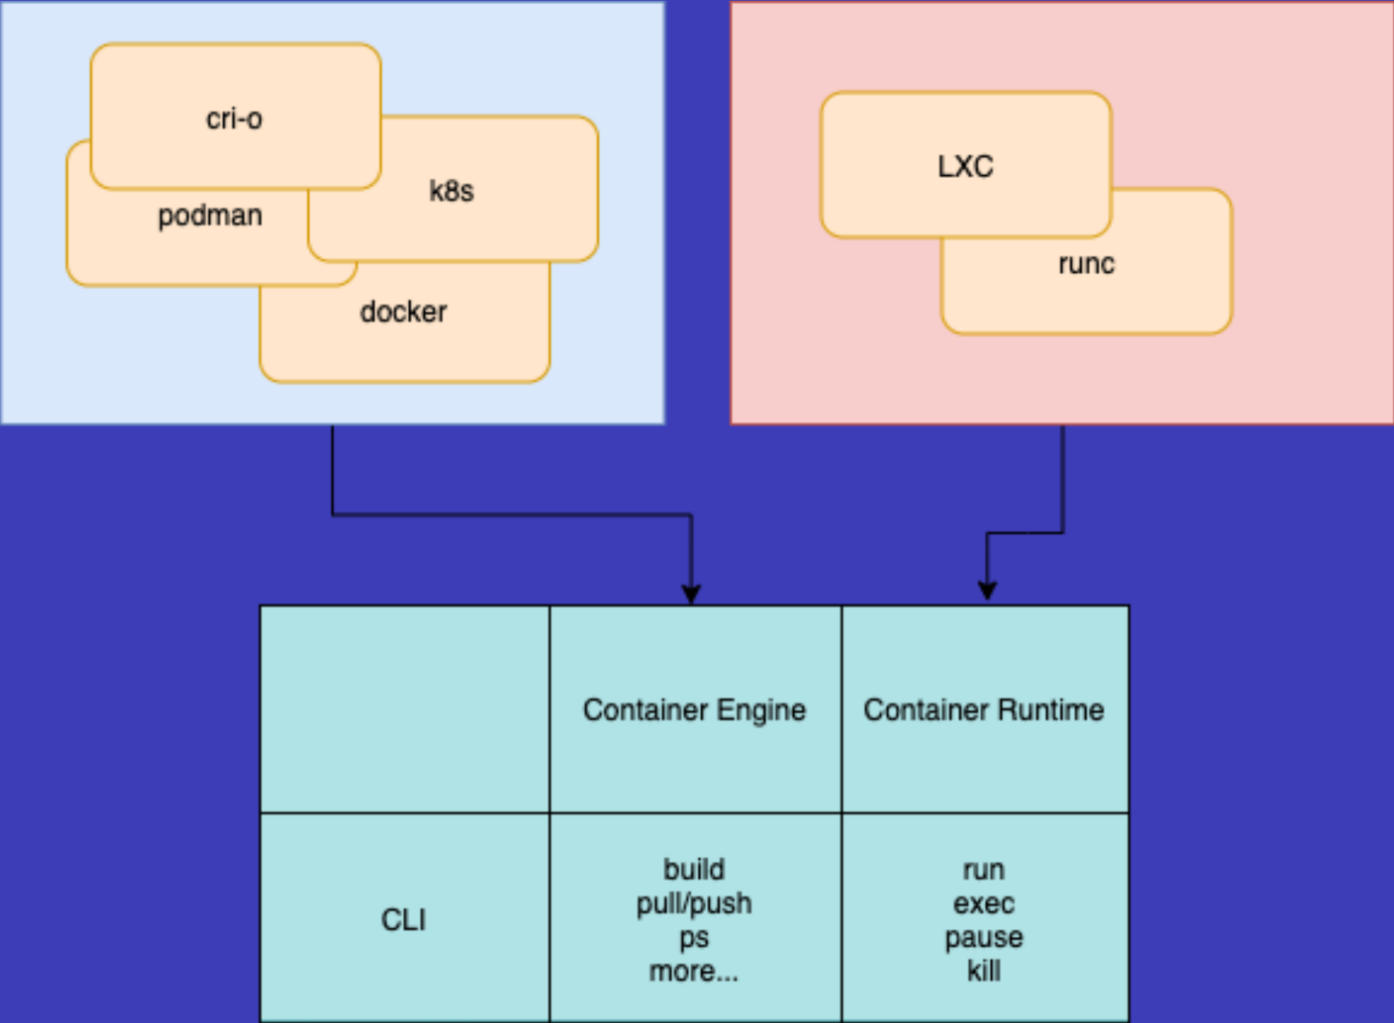 cri-o
k8s
podman
docker
LXC
runc
Container Engine
Container Runtime
CLI
build
pull/push
ps
more...
run
exec
pause
kill